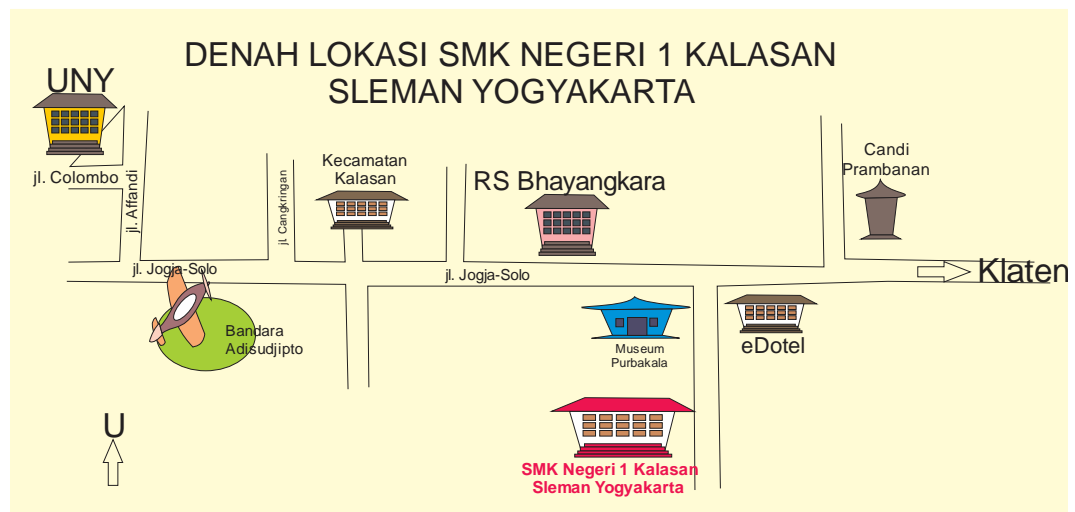 DENAH LOKASI SMK NEGERI 1 KALASAN
SLEMAN YOGYAKARTA
UNY
jl. Colombo
jl. Affandi
jl. Cangkringan
Kecamatan
Kalasan
RS Bhayangkara
Candi
Prambanan
jl. Jogja-Solo
jl. Jogja-Solo
Klaten
Bandara
Adisudjipto
Museum
Purbakala
eDotel
U
SMK Negeri 1 Kalasan
Sleman Yogyakarta